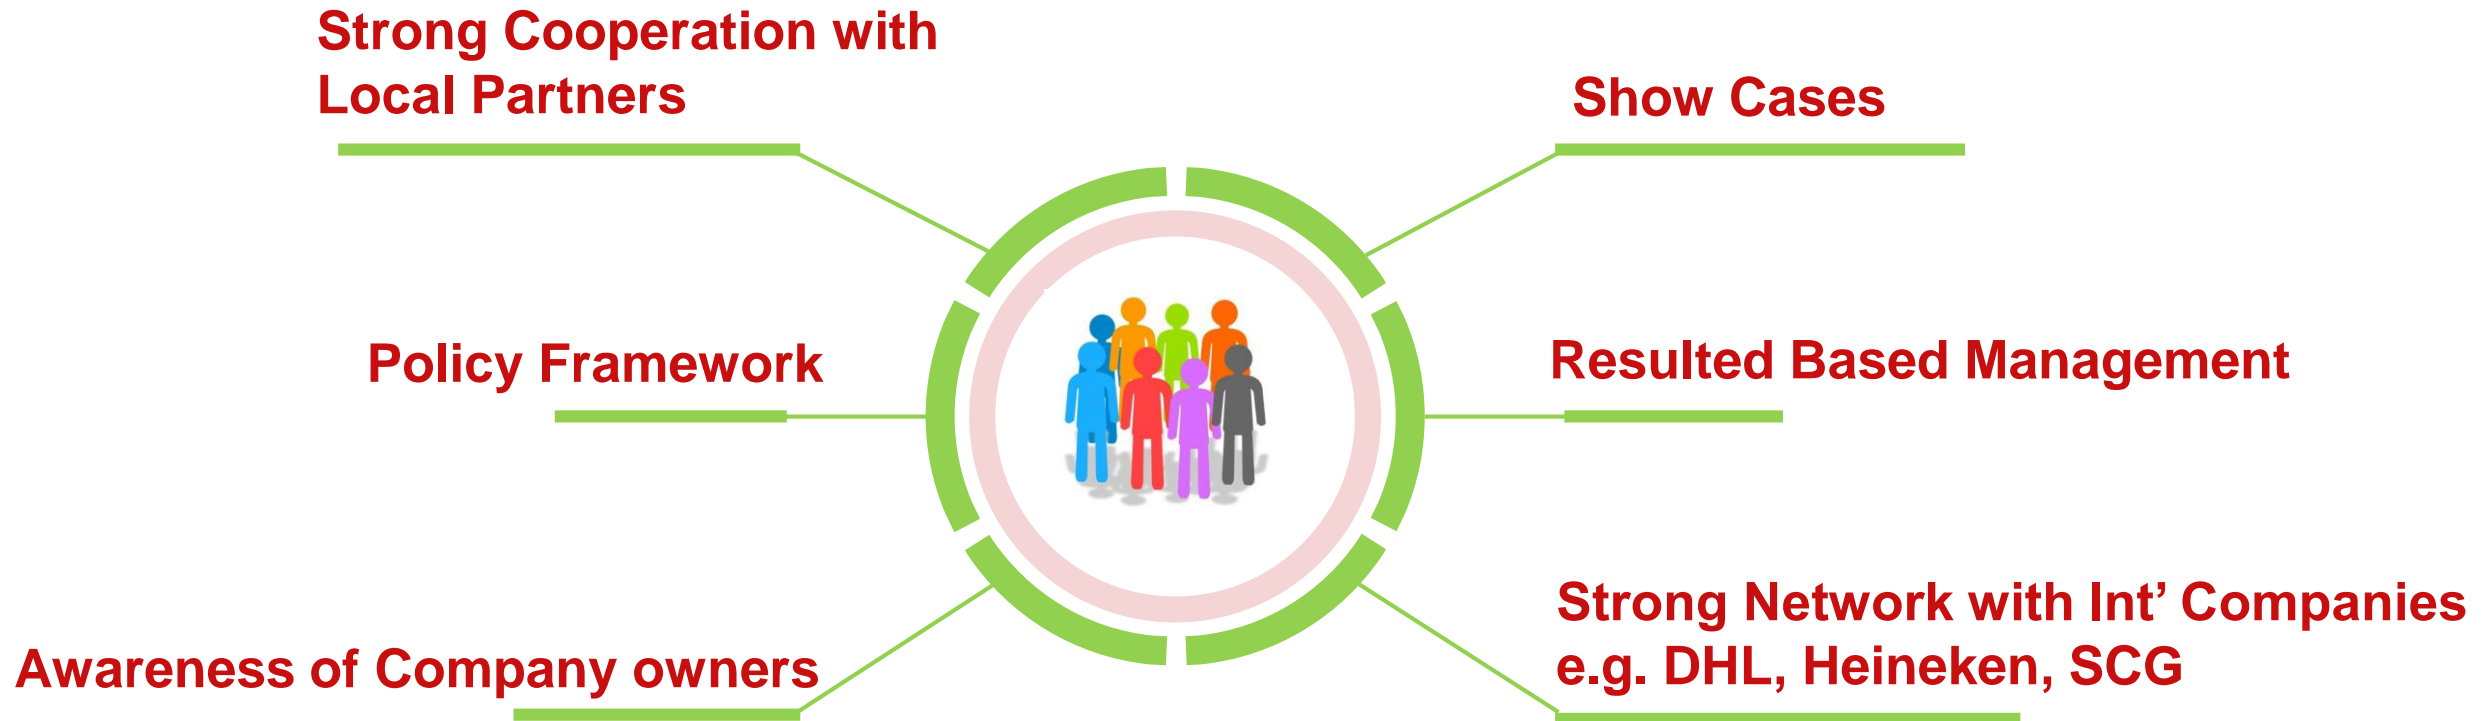 Strong Cooperation with
Local Partners
Show Cases
Policy Framework
Resulted Based Management
Awareness of Company owners
Strong Network with Int’ Companies
e.g. DHL, Heineken, SCG